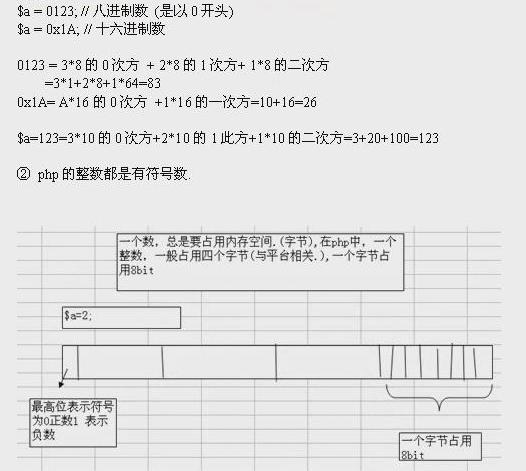 $a = 0123; // 八进制数 (是以 0 开头)
$a = 0x1A; // 十六进制数
0123 = 3*8 的 0 次方 + 2*8 的 1 次方+ 1*8 的二次方
=3*1+2*8+1*64=83
0x1A= A*16 的 0 次方 +1*16 的一次方=10+16=26
$a=123=3*10 的 0 次方+2*10 的 1 此方+1*10 的二次方=3+20+100=123
② php 的整数都是有符号数.
一个数, 总是要占用内存空间.(字节),在php中, 一个
整数, 一般占用四个字节(与平台相关.),一个字节占
用8bit
$a=2;
最高位表示符号
为0正数1 表示
负数
一个字节占用
8bit